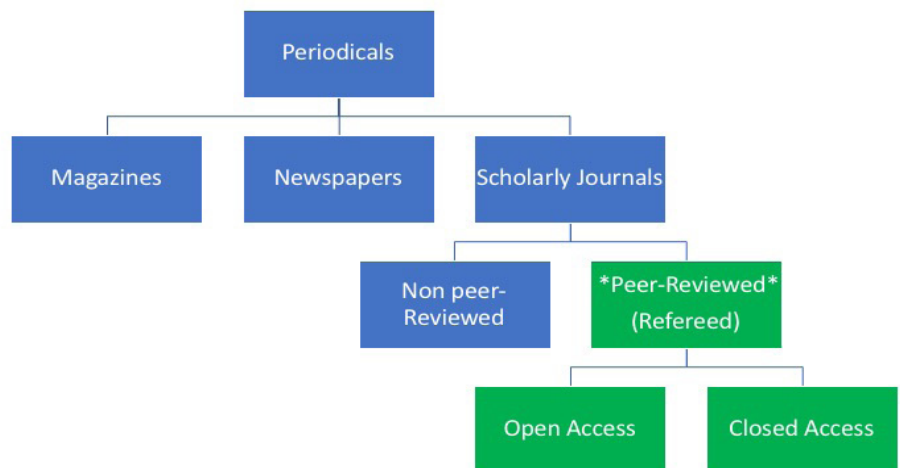 Periodicals
Magazines
Newspapers
Scholarly Journals
Non peer-
Reviewed
*Peer-Reviewed*
(Refereed)
Open Access
Closed Access